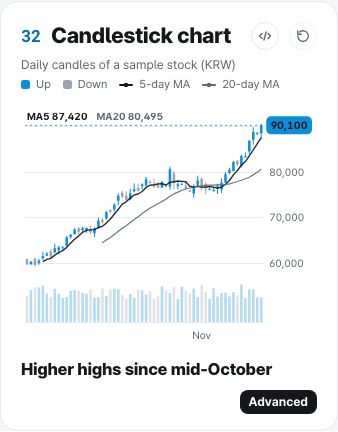 32 Candlestick chart
Daily candles of a sample stock (KRW)
Up Down 5-day MA 20-day MA
MA5 87,420 MA20 80,495
90,100
80,000
70,000
60,000
Nov
Higher highs since mid-October
Advanced